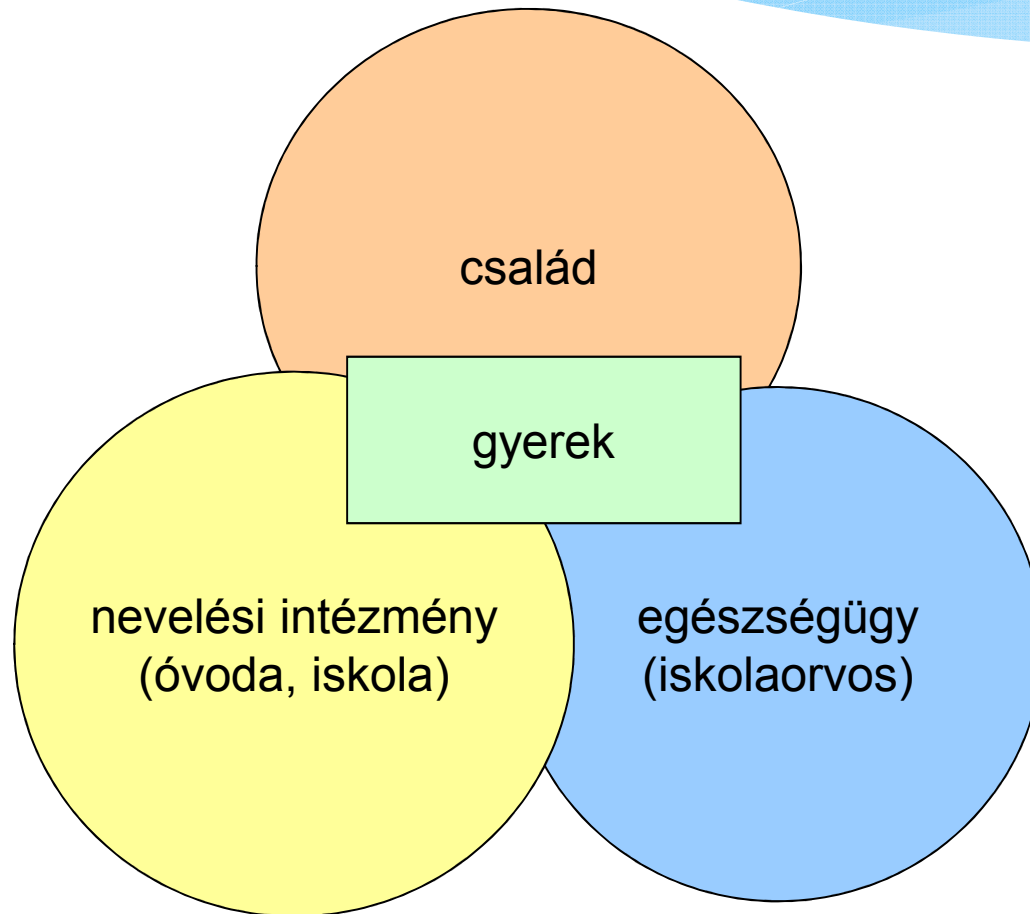 család
gyerek
nevelési intézmény
(óvoda, iskola)
egészségügy
(iskolaorvos)